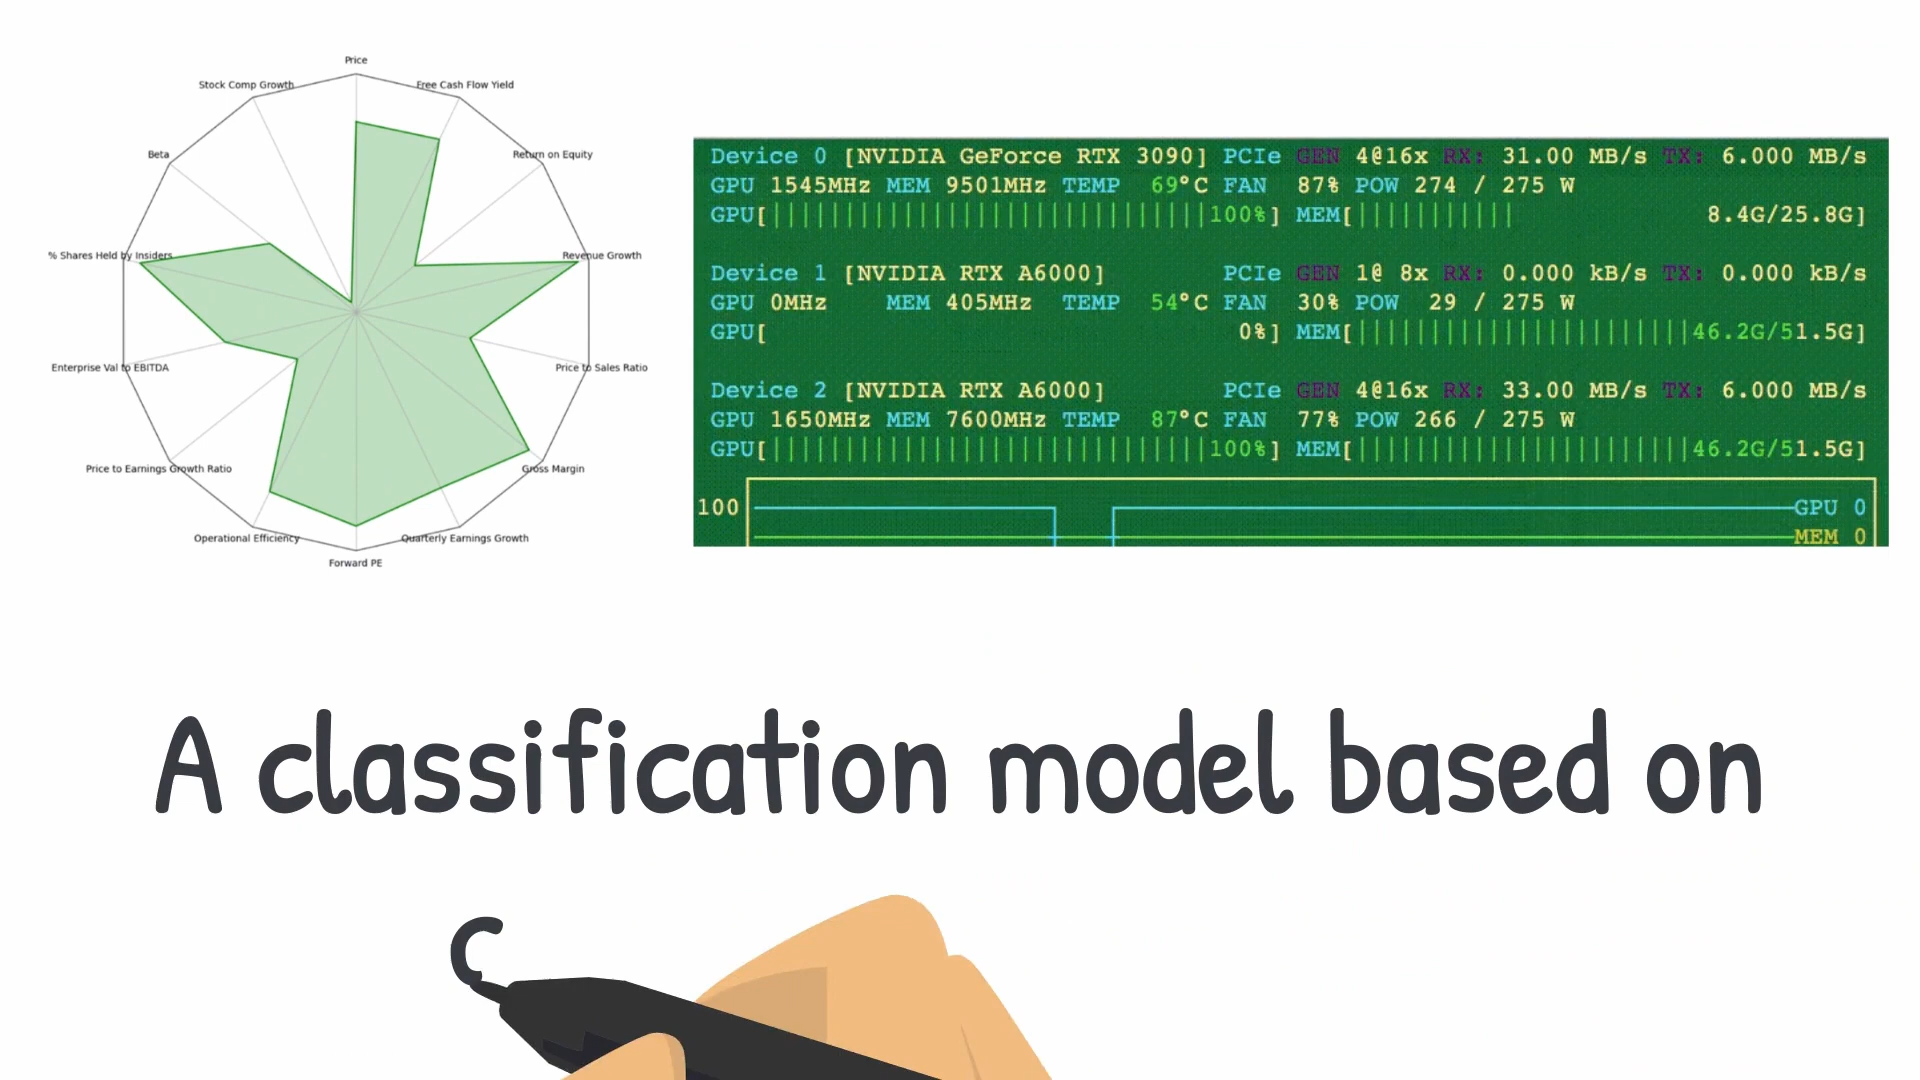 Price
Stock Comp Growth
Free Cash Flow Yield
Beta
Return on Equity
% Shares Held by Insiders
Revenue Growth
Enterprise Val to EBITDA
Price to Sales Ratio
Price to Earnings Growth Ratio
Gross Margin
Operational Efficiency
Quarterly Earnings Growth
Forward PE
Device 0 [NVIDIA GeForce RTX 3090] PCIe GEN 4@16x RX: 31.00 MB/s TX: 6.000 MB/s
GPU 1545MHz MEM 9501MHz TEMP 69°C FAN 87% POW 274 / 275 W
GPU[||||||||||||||||||||||||||||||100%] MEM[||||||||||| 8.4G/25.8G]
Device 1 [NVIDIA RTX A6000] PCIe GEN 1@ 8x RX: 0.000 kB/s TX: 0.000 kB/s
GPU 0MHz MEM 405MHz TEMP 54°C FAN 30% POW 29 / 275 W
GPU[ 0%] MEM[|||||||||||||||||||||||46.2G/51.5G]
Device 2 [NVIDIA RTX A6000] PCIe GEN 4@16x RX: 33.00 MB/s TX: 6.000 MB/s
GPU 1650MHz MEM 7600MHz TEMP 87°C FAN 77% POW 266 / 275 W
GPU[||||||||||||||||||||||||||||||100%] MEM[|||||||||||||||||||||||46.2G/51.5G]
100 GPU 0
MEM 0
A classification model based on
c